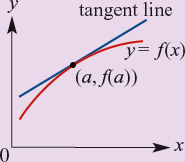 y
tangent line
y = f(x)
(a, f(a))
0
x